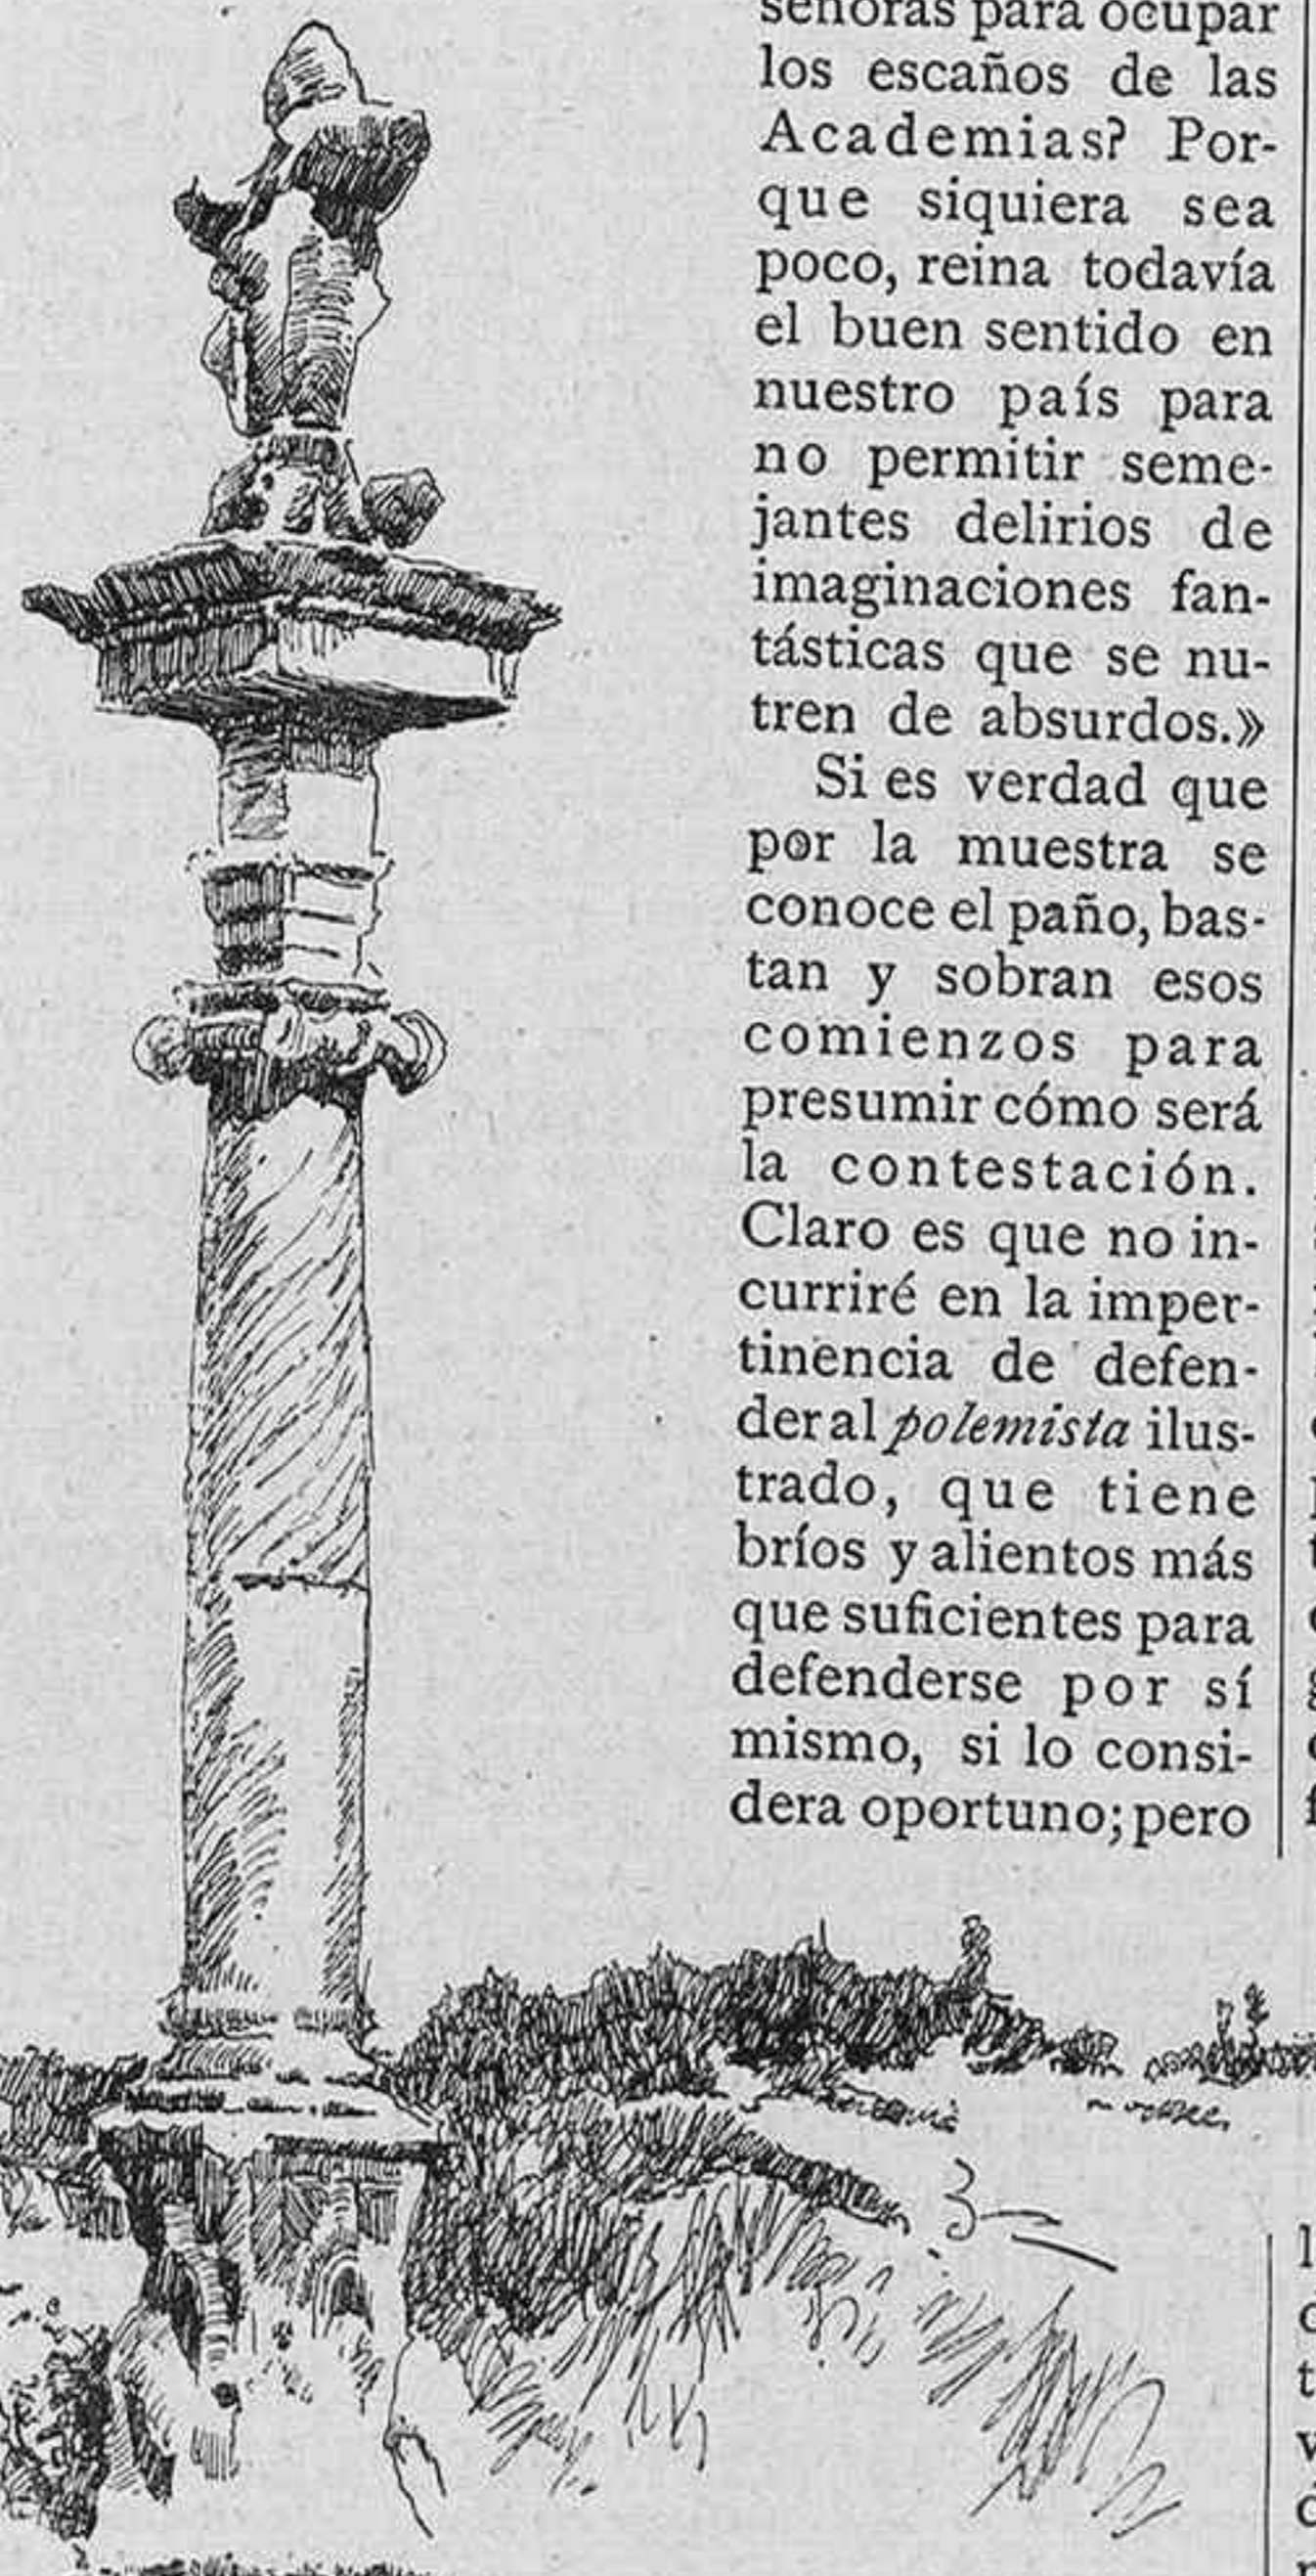 señoras para ocupar
los escaños de las
Academias? Por-
que siquiera sea
poco, reina todavía
el buen sentido en
nuestro país para
no permitir seme-
jantes delirios de
imaginaciones fan-
tásticas que se nu-
tren de absurdos.»
Si es verdad que
por la muestra se
conoce el paño, bas-
tan y sobran esos
comienzos para
presumir cómo será
la contestación.
Claro es que no in-
curriré en la imper-
tinencia de defen-
der al polemista ilus-
trado, que tiene
bríos y alientos más
que suficientes para
defenderse por sí
mismo, si lo consi-
dera oportuno; pero